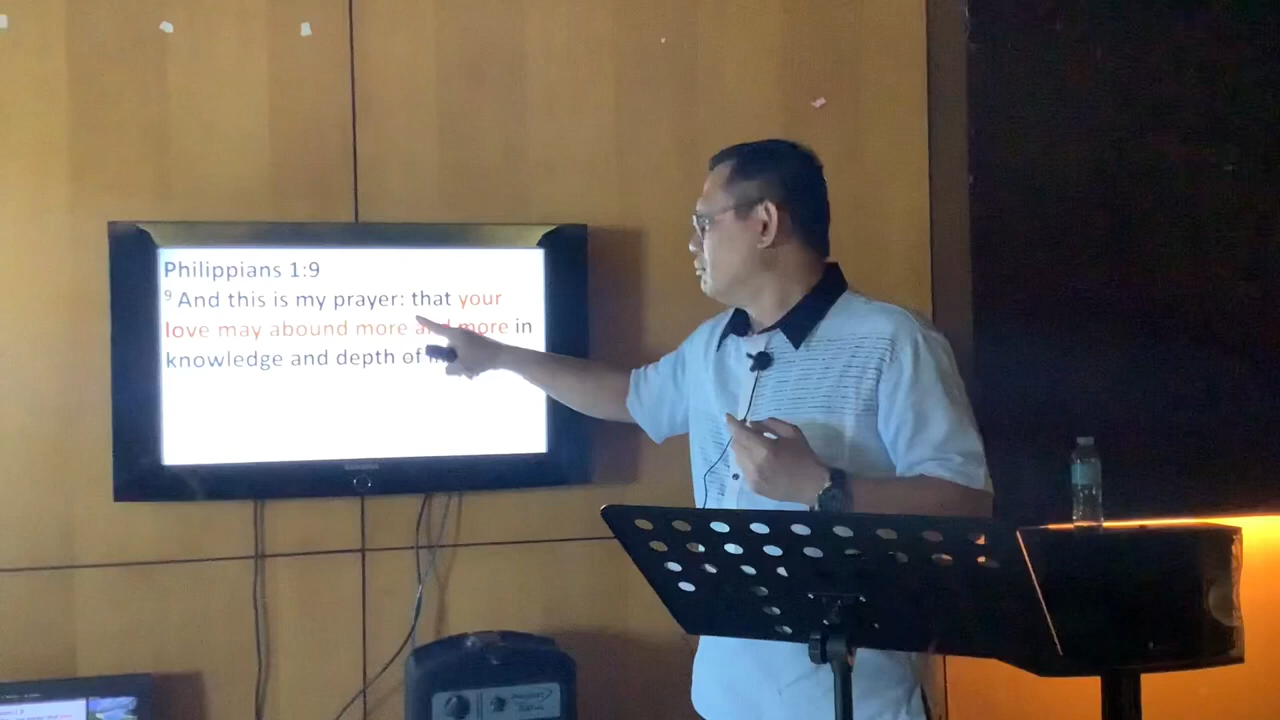 Philippians 1:9
9 And this is my prayer: that your
love may abound more and more in
knowledge and depth of